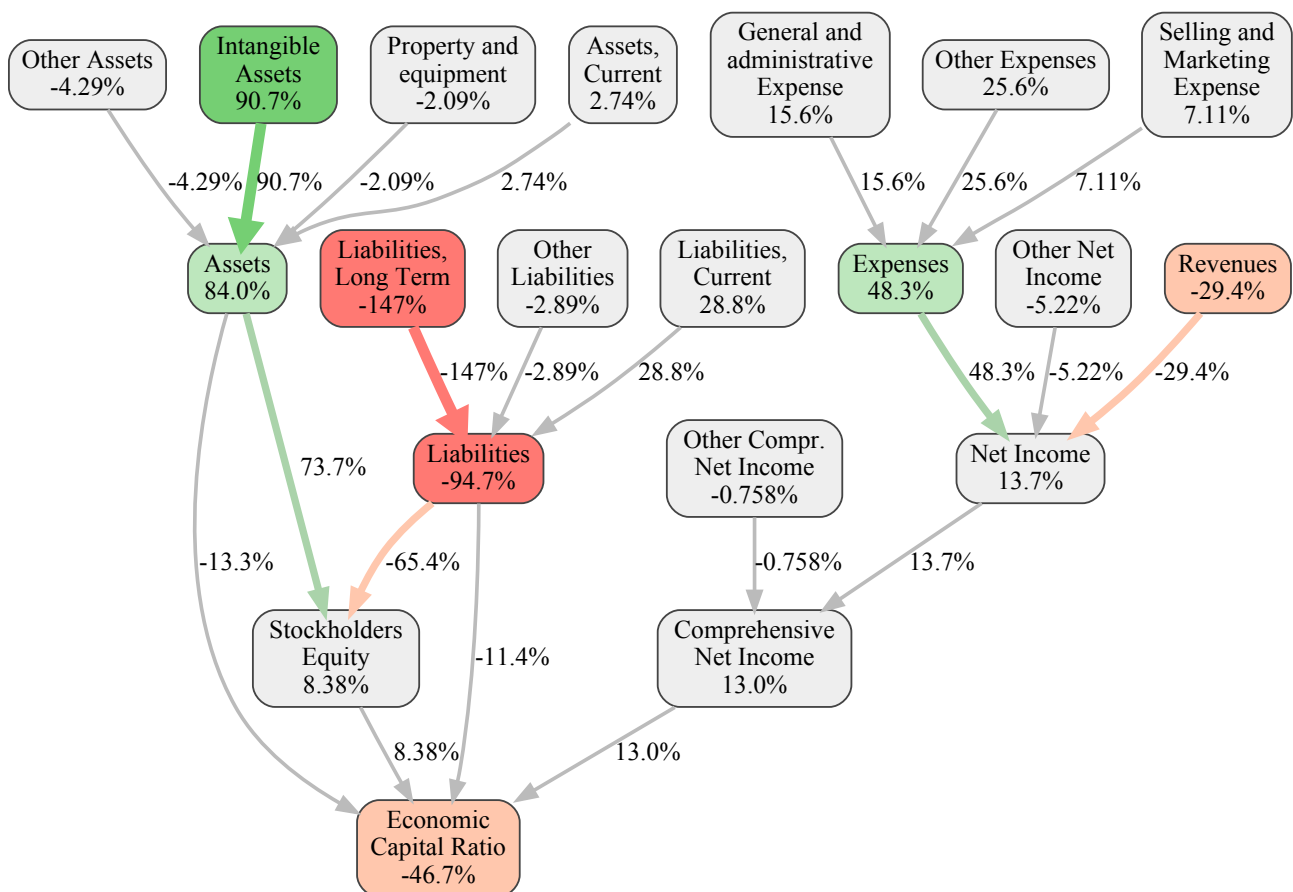 Other Assets
-4.29%
Intangible
Assets
90.7%
Property and
equipment
-2.09%
Assets,
Current
2.74%
General and
administrative
Expense
15.6%
Other Expenses
25.6%
Selling and
Marketing
Expense
7.11%
-4.29%
90.7%
-2.09%
2.74%
15.6%
25.6%
7.11%
Assets
84.0%
Liabilities,
Long Term
-147%
Other
Liabilities
-2.89%
Liabilities,
Current
28.8%
Expenses
48.3%
Other Net
Income
-5.22%
Revenues
-29.4%
-147%
-2.89%
28.8%
48.3%
-5.22%
-29.4%
73.7%
Liabilities
-94.7%
Other Compr.
Net Income
-0.758%
Net Income
13.7%
-13.3%
-65.4%
-0.758%
13.7%
Stockholders
Equity
8.38%
-11.4%
Comprehensive
Net Income
13.0%
8.38%
13.0%
Economic
Capital Ratio
-46.7%